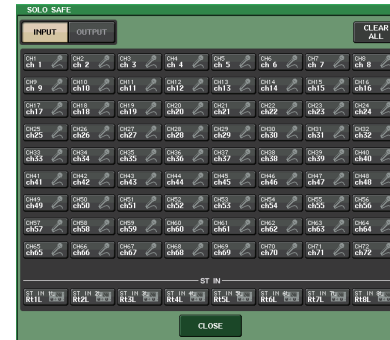 SOLO SAFE
INPUT OUTPUT CLEAR ALL
CH1 CH2 CH3 CH4 CH5 CH6 CH7 CH8
ch 1 ch 2 ch 3 ch 4 ch 5 ch 6 ch 7 ch 8
CH9 CH10 CH11 CH12 CH13 CH14 CH15 CH16
ch 9 ch10 ch11 ch12 ch13 ch14 ch15 ch16
CH17 CH18 CH19 CH20 CH21 CH22 CH23 CH24
ch17 ch18 ch19 ch20 ch21 ch22 ch23 ch24
CH25 CH26 CH27 CH28 CH29 CH30 CH31 CH32
ch25 ch26 ch27 ch28 ch29 ch30 ch31 ch32
CH33 CH34 CH35 CH36 CH37 CH38 CH39 CH40
ch33 ch34 ch35 ch36 ch37 ch38 ch39 ch40
CH41 CH42 CH43 CH44 CH45 CH46 CH47 CH48
ch41 ch42 ch43 ch44 ch45 ch46 ch47 ch48
CH49 CH50 CH51 CH52 CH53 CH54 CH55 CH56
ch49 ch50 ch51 ch52 ch53 ch54 ch55 ch56
CH57 CH58 CH59 CH60 CH61 CH62 CH63 CH64
ch57 ch58 ch59 ch60 ch61 ch62 ch63 ch64
CH65 CH66 CH67 CH68 CH69 CH70 CH71 CH72
ch65 ch66 ch67 ch68 ch69 ch70 ch71 ch72
ST IN
ST IN 1 ST IN 2 ST IN 3 ST IN 4 ST IN 5 ST IN 6 ST IN 7 ST IN 8
Rt1L Rt2L Rt3L Rt4L Rt5L Rt6L Rt7L Rt8L
CLOSE